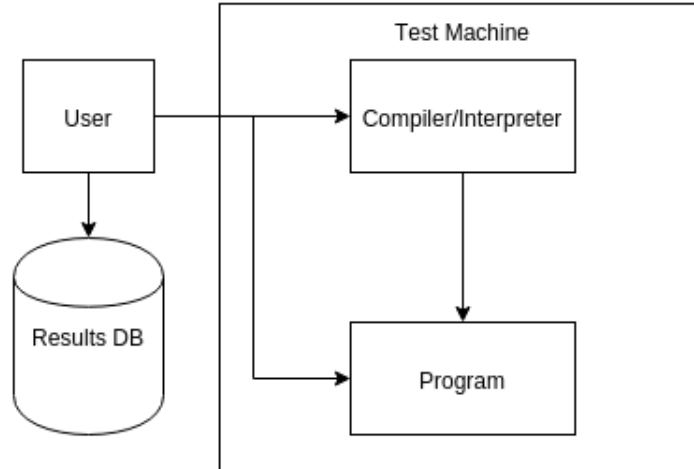 Test Machine
User
Compiler/Interpreter
Results DB
Program